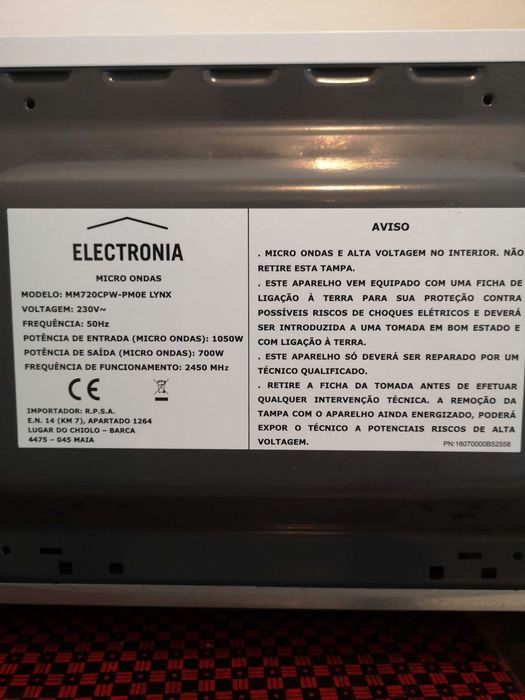 ELECTRONIA
MICRO ONDAS
MODELO: MM720CPW-PM0E LYNX
VOLTAGEM: 230V~
FREQUÊNCIA: 50Hz
POTÊNCIA DE ENTRADA (MICRO ONDAS): 1050W
POTÊNCIA DE SAÍDA (MICRO ONDAS): 700W
FREQUÊNCIA DE FUNCIONAMENTO: 2450 MHz
CE
IMPORTADOR: R.P.S.A.
E.N. 14 (KM 7), APARTADO 1264
LUGAR DO CHIOLO – BARCA
4475 – 045 MAIA
AVISO
. MICRO ONDAS E ALTA VOLTAGEM NO INTERIOR. NÃO
RETIRE ESTA TAMPA.
. ESTE APARELHO VEM EQUIPADO COM UMA FICHA DE
LIGAÇÃO À TERRA PARA SUA PROTEÇÃO CONTRA
POSSÍVEIS RISCOS DE CHOQUES ELÉTRICOS E DEVERÁ
SER INTRODUZIDA A UMA TOMADA EM BOM ESTADO E
COM LIGAÇÃO À TERRA.
. ESTE APARELHO SÓ DEVERÁ SER REPARADO POR UM
TÉCNICO QUALIFICADO.
. RETIRE A FICHA DA TOMADA ANTES DE EFETUAR
QUALQUER INTERVENÇÃO TÉCNICA. A REMOÇÃO DA
TAMPA COM O APARELHO AINDA ENERGIZADO, PODERÁ
EXPOR O TÉCNICO A POTENCIAIS RISCOS DE ALTA
VOLTAGEM.
PN:16070000B52558